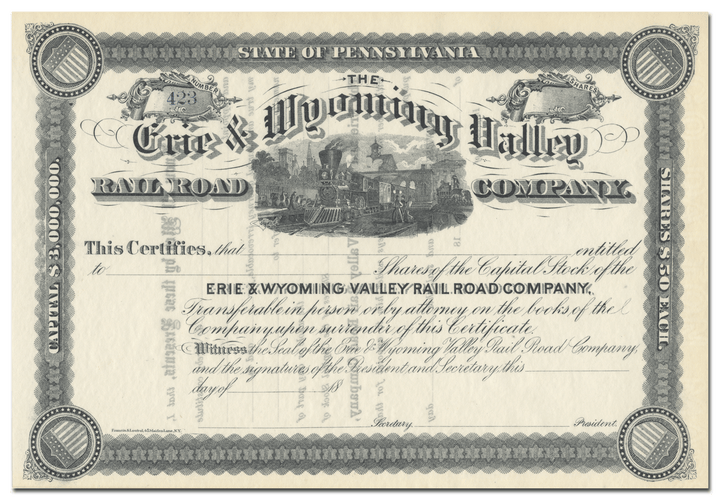 STATE OF PENNSYLVANIA
NUMBER
423
THE
SHARES
Erie & Wyoming Valley
RAIL ROAD COMPANY.
CAPITAL $3,000,000.
SHARES $50 EACH.
This Certifies, that entitled
to Shares of the Capital Stock of the
ERIE & WYOMING VALLEY RAIL ROAD COMPANY,
Transferable in person or by attorney on the books of the
Company upon surrender of this Certificate.
Witness the Seal of the Erie & Wyoming Valley Rail Road Company
and the signatures of the President and Secretary this
day of 18
Secretary. President.